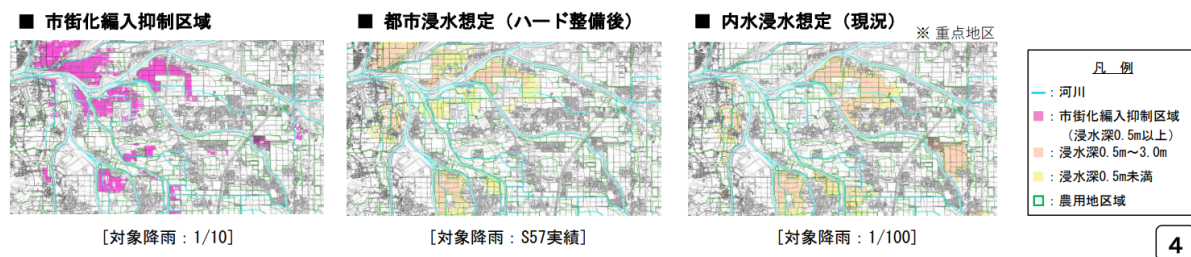 ■ 市街化編入抑制区域
■ 都市浸水想定（ハード整備後）
■ 内水浸水想定（現況）
※ 重点地区
[対象降雨：1/10]
[対象降雨：S57実績]
[対象降雨：1/100]
凡 例
：河川
：市街化編入抑制区域
（浸水深0.5m以上）
：浸水深0.5m～3.0m
：浸水深0.5m未満
：農用地区域
4